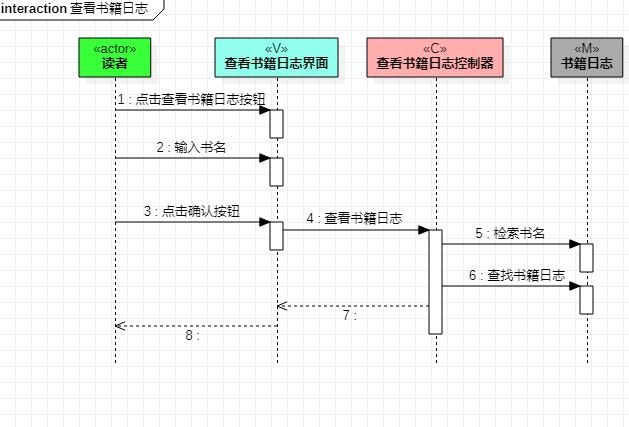 interaction 查看书籍日志
«actor»
读者
«V»
查看书籍日志界面
«C»
查看书籍日志控制器
«M»
书籍日志
1 : 点击查看书籍日志按钮
2 : 输入书名
3 : 点击确认按钮
4 : 查看书籍日志
5 : 检索书名
6 : 查找书籍日志
7 :
8 :